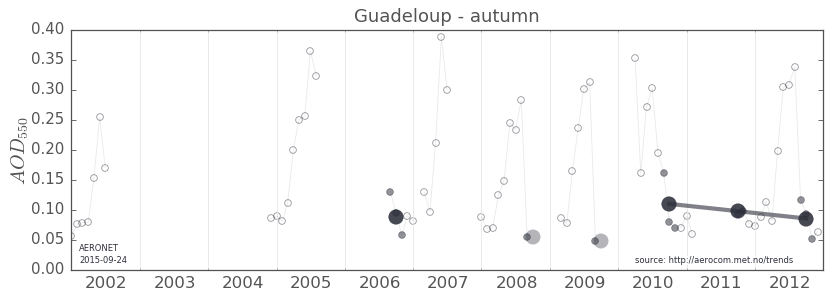 Guadeloup - autumn
0.40
0.35
0.30
0.25
0.20
0.15
0.10
0.05
0.00
AOD550
AERONET
2015-09-24
source: http://aerocom.met.no/trends
2002 2003 2004 2005 2006 2007 2008 2009 2010 2011 2012